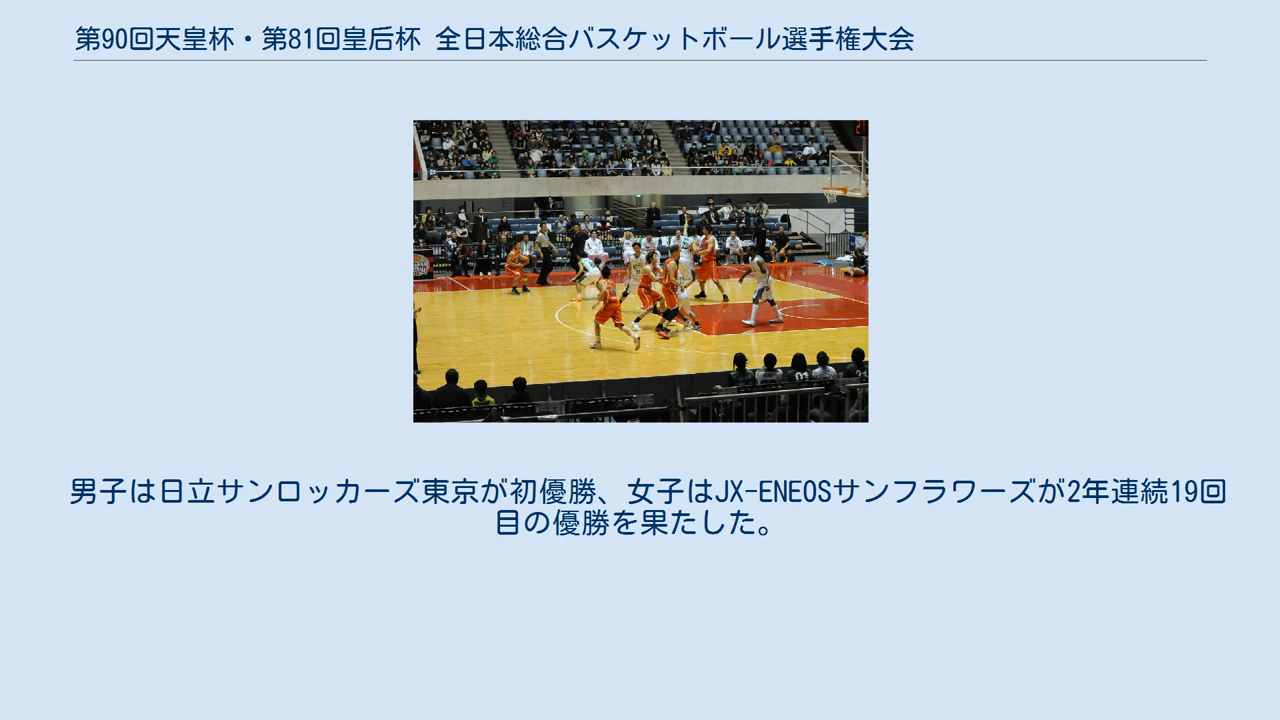 第90回天皇杯・第81回皇后杯 全日本総合バスケットボール選手権大会
男子は日立サンロッカーズ東京が初優勝、女子はJX-ENEOSサンフラワーズが2年連続19回
目の優勝を果たした。